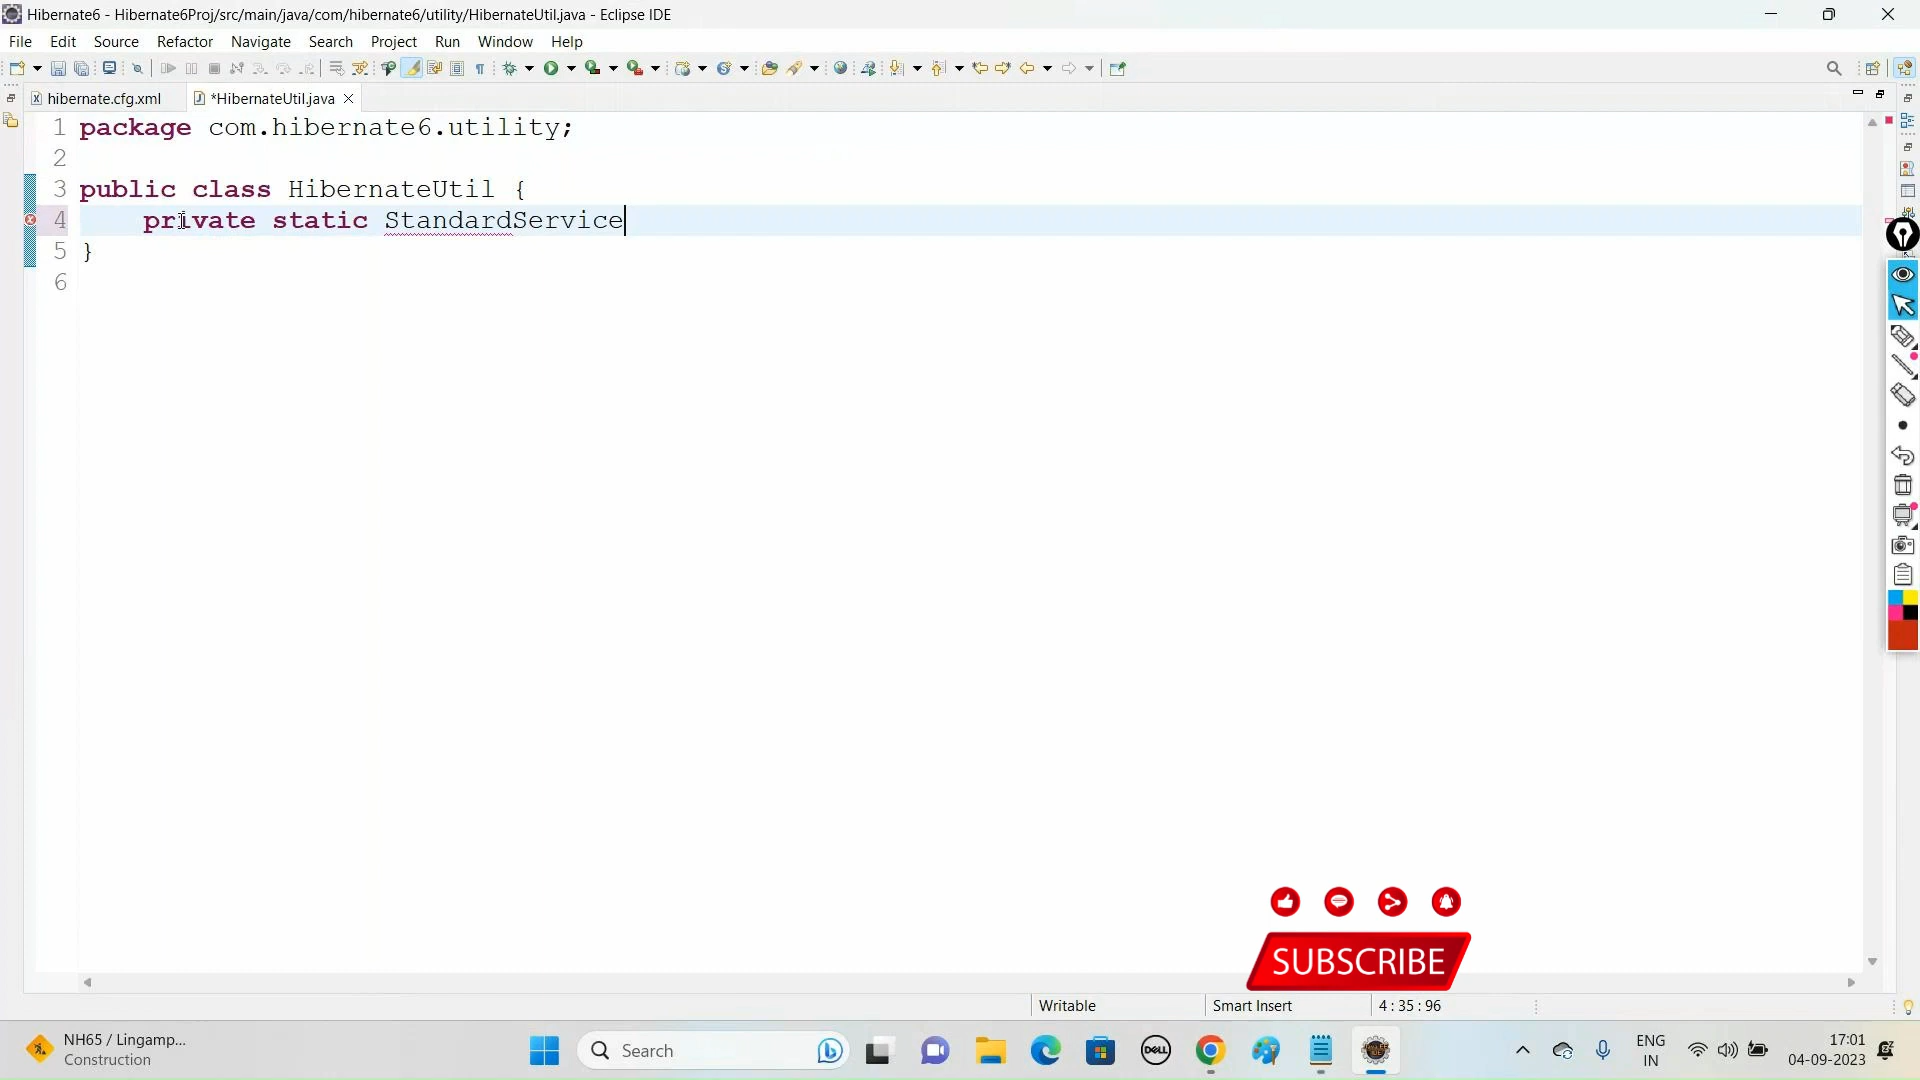 Hibernate6 - Hibernate6Proj/src/main/java/com/hibernate6/utility/HibernateUtil.java - Eclipse IDE
File Edit Source Refactor Navigate Search Project Run Window Help
hibernate.cfg.xml *HibernateUtil.java
1 package com.hibernate6.utility;
2
3 public class HibernateUtil {
4 private static StandardService
5 }
6
SUBSCRIBE
Writable Smart Insert 4 : 35 : 96
NH65 / Lingamp...
Construction
Search
DELL
ENG
IN
17:01
04-09-2023